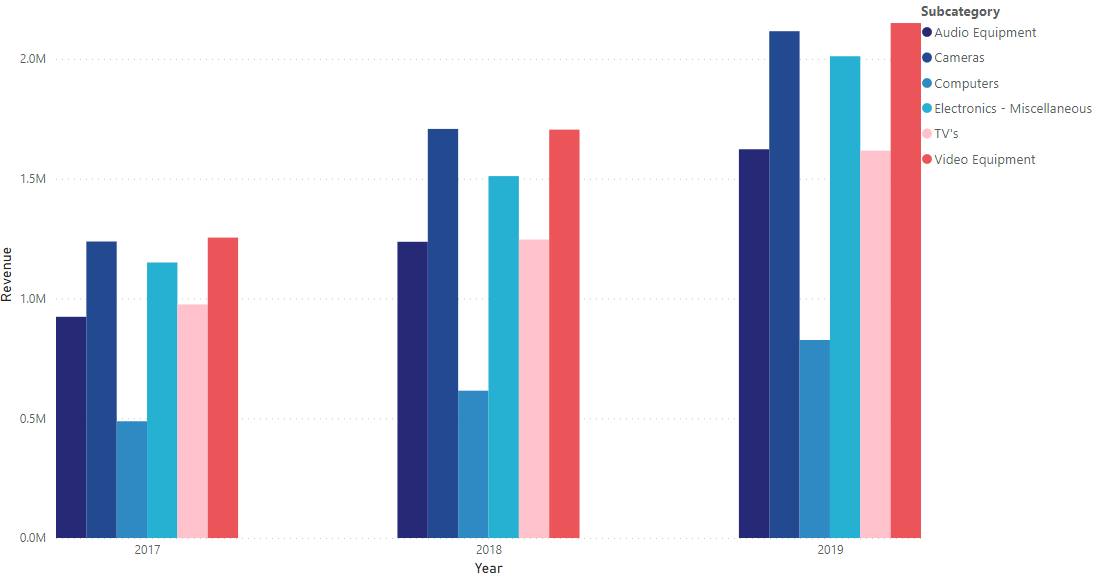 Subcategory
Audio Equipment
Cameras
Computers
Electronics - Miscellaneous
TV's
Video Equipment
2.0M
1.5M
1.0M
0.5M
0.0M
Revenue
2017
2018
2019
Year